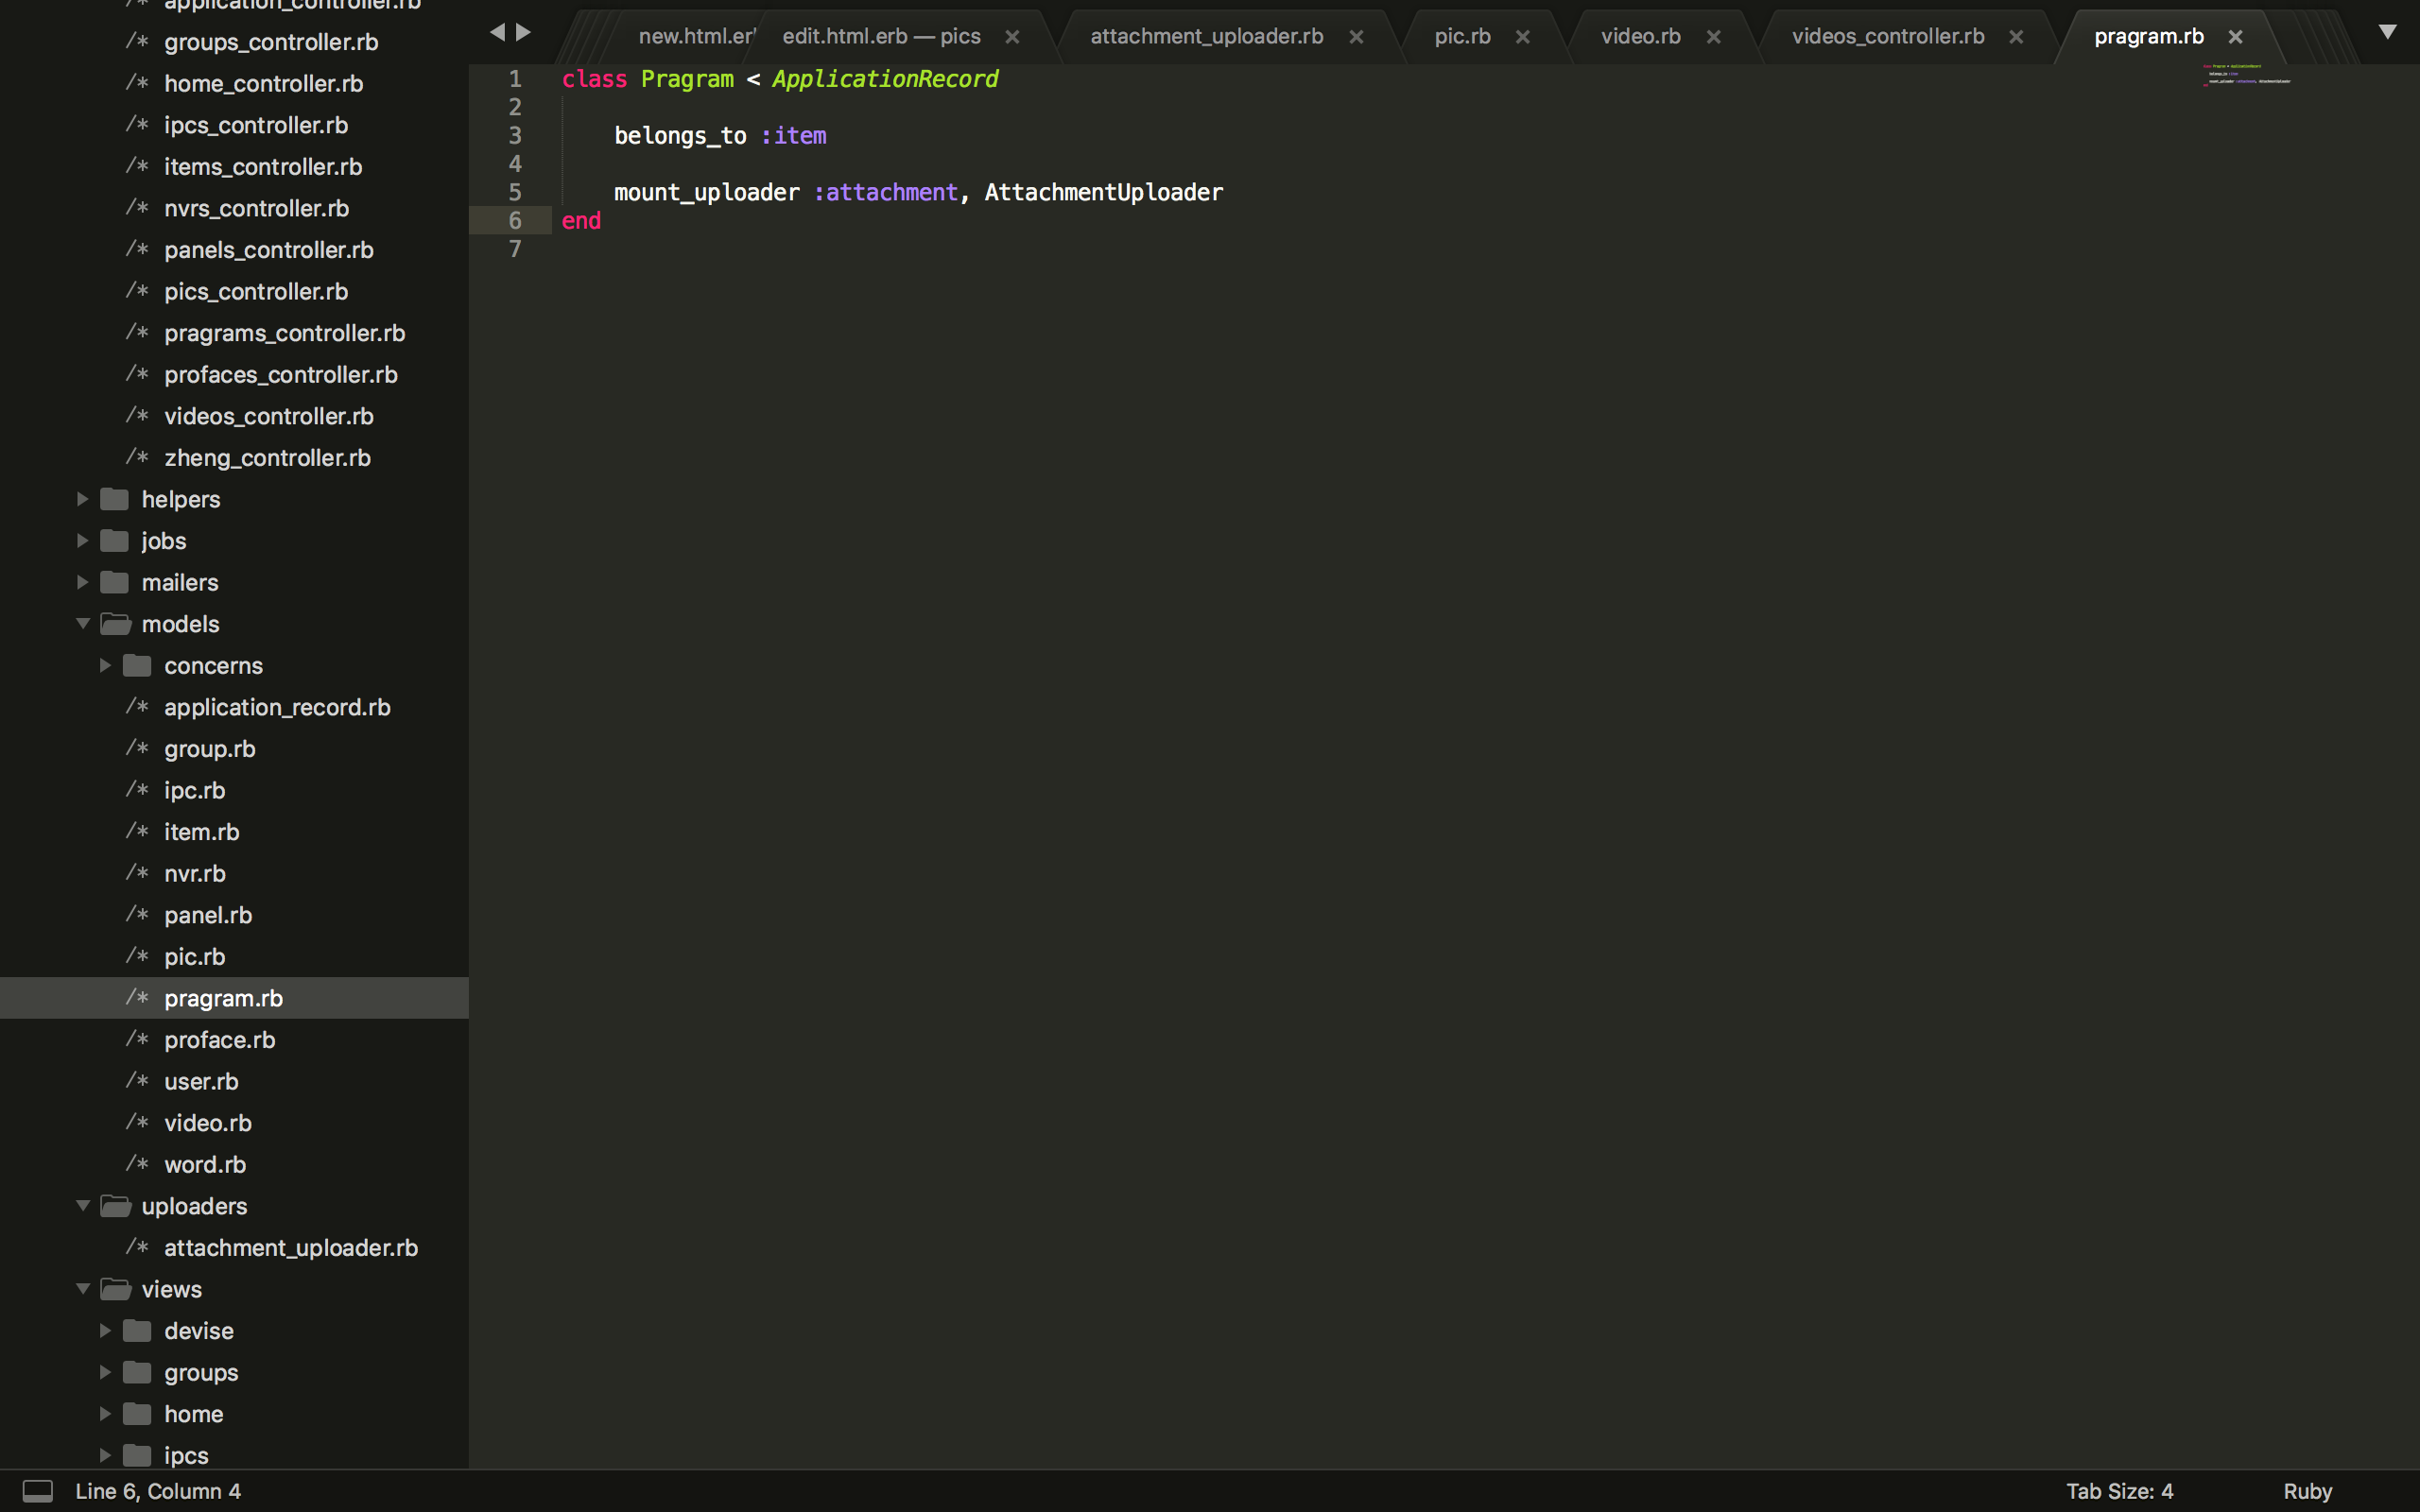 application_controller.rb
/* groups_controller.rb
/* home_controller.rb
/* ipcs_controller.rb
/* items_controller.rb
/* nvrs_controller.rb
/* panels_controller.rb
/* pics_controller.rb
/* pragrams_controller.rb
/* profaces_controller.rb
/* videos_controller.rb
/* zheng_controller.rb
helpers
jobs
mailers
models
concerns
/* application_record.rb
/* group.rb
/* ipc.rb
/* item.rb
/* nvr.rb
/* panel.rb
/* pic.rb
/* pragram.rb
/* proface.rb
/* user.rb
/* video.rb
/* word.rb
uploaders
/* attachment_uploader.rb
views
devise
groups
home
ipcs
new.html.er edit.html.erb — pics attachment_uploader.rb pic.rb video.rb videos_controller.rb pragram.rb
1 class Pragram < ApplicationRecord
2
3 belongs_to :item
4
5 mount_uploader :attachment, AttachmentUploader
6 end
7
Line 6, Column 4 Tab Size: 4 Ruby